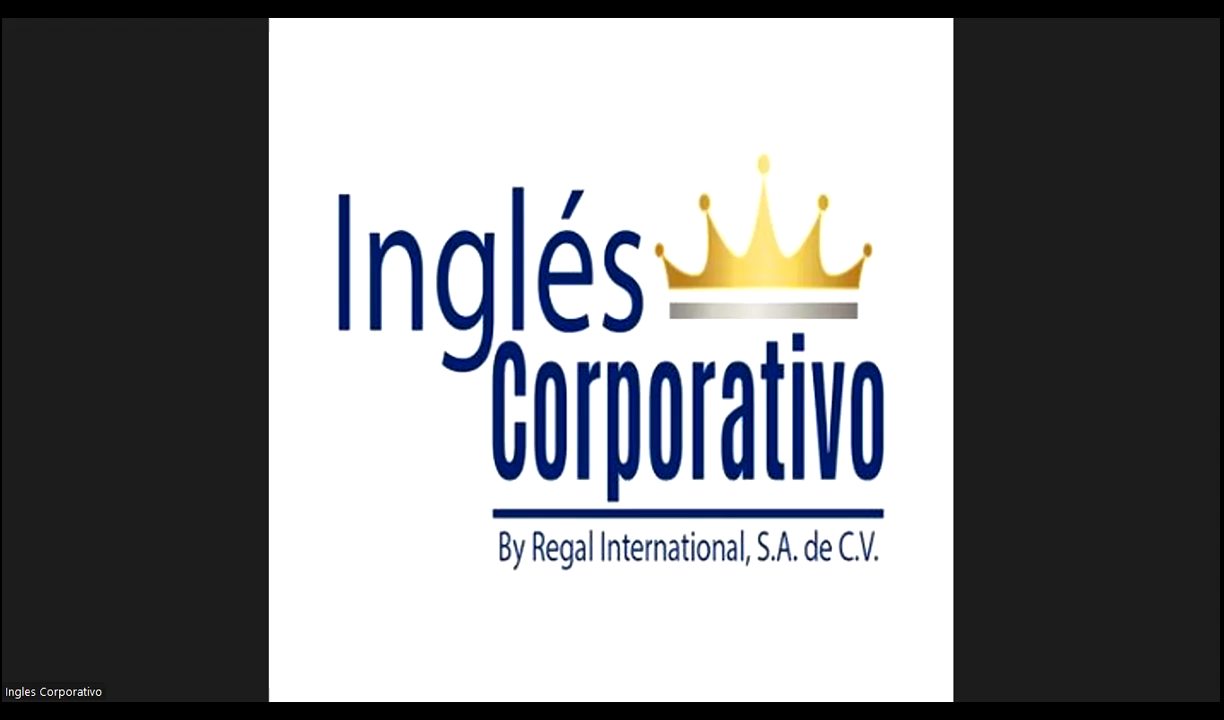 Inglés
Corporativo
By Regal International, S.A. de C.V.
Ingles Corporativo